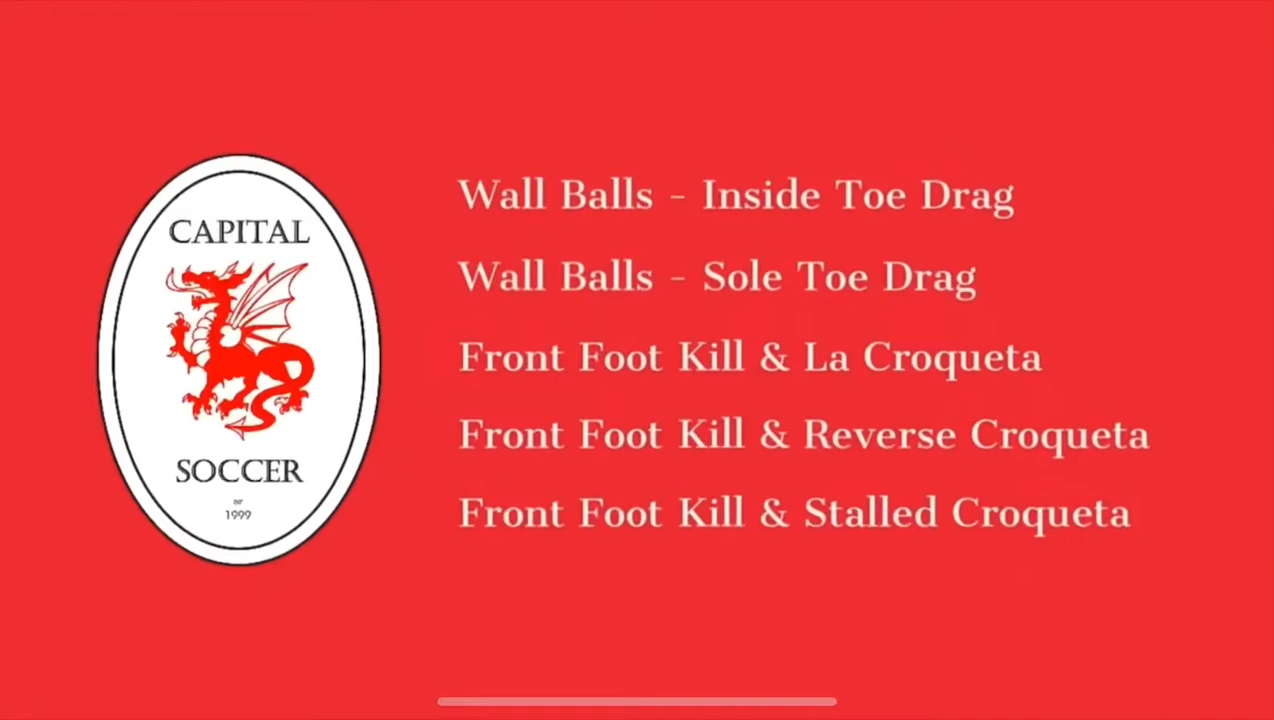 CAPITAL
SOCCER
1999
Wall Balls - Inside Toe Drag
Wall Balls - Sole Toe Drag
Front Foot Kill & La Croqueta
Front Foot Kill & Reverse Croqueta
Front Foot Kill & Stalled Croqueta